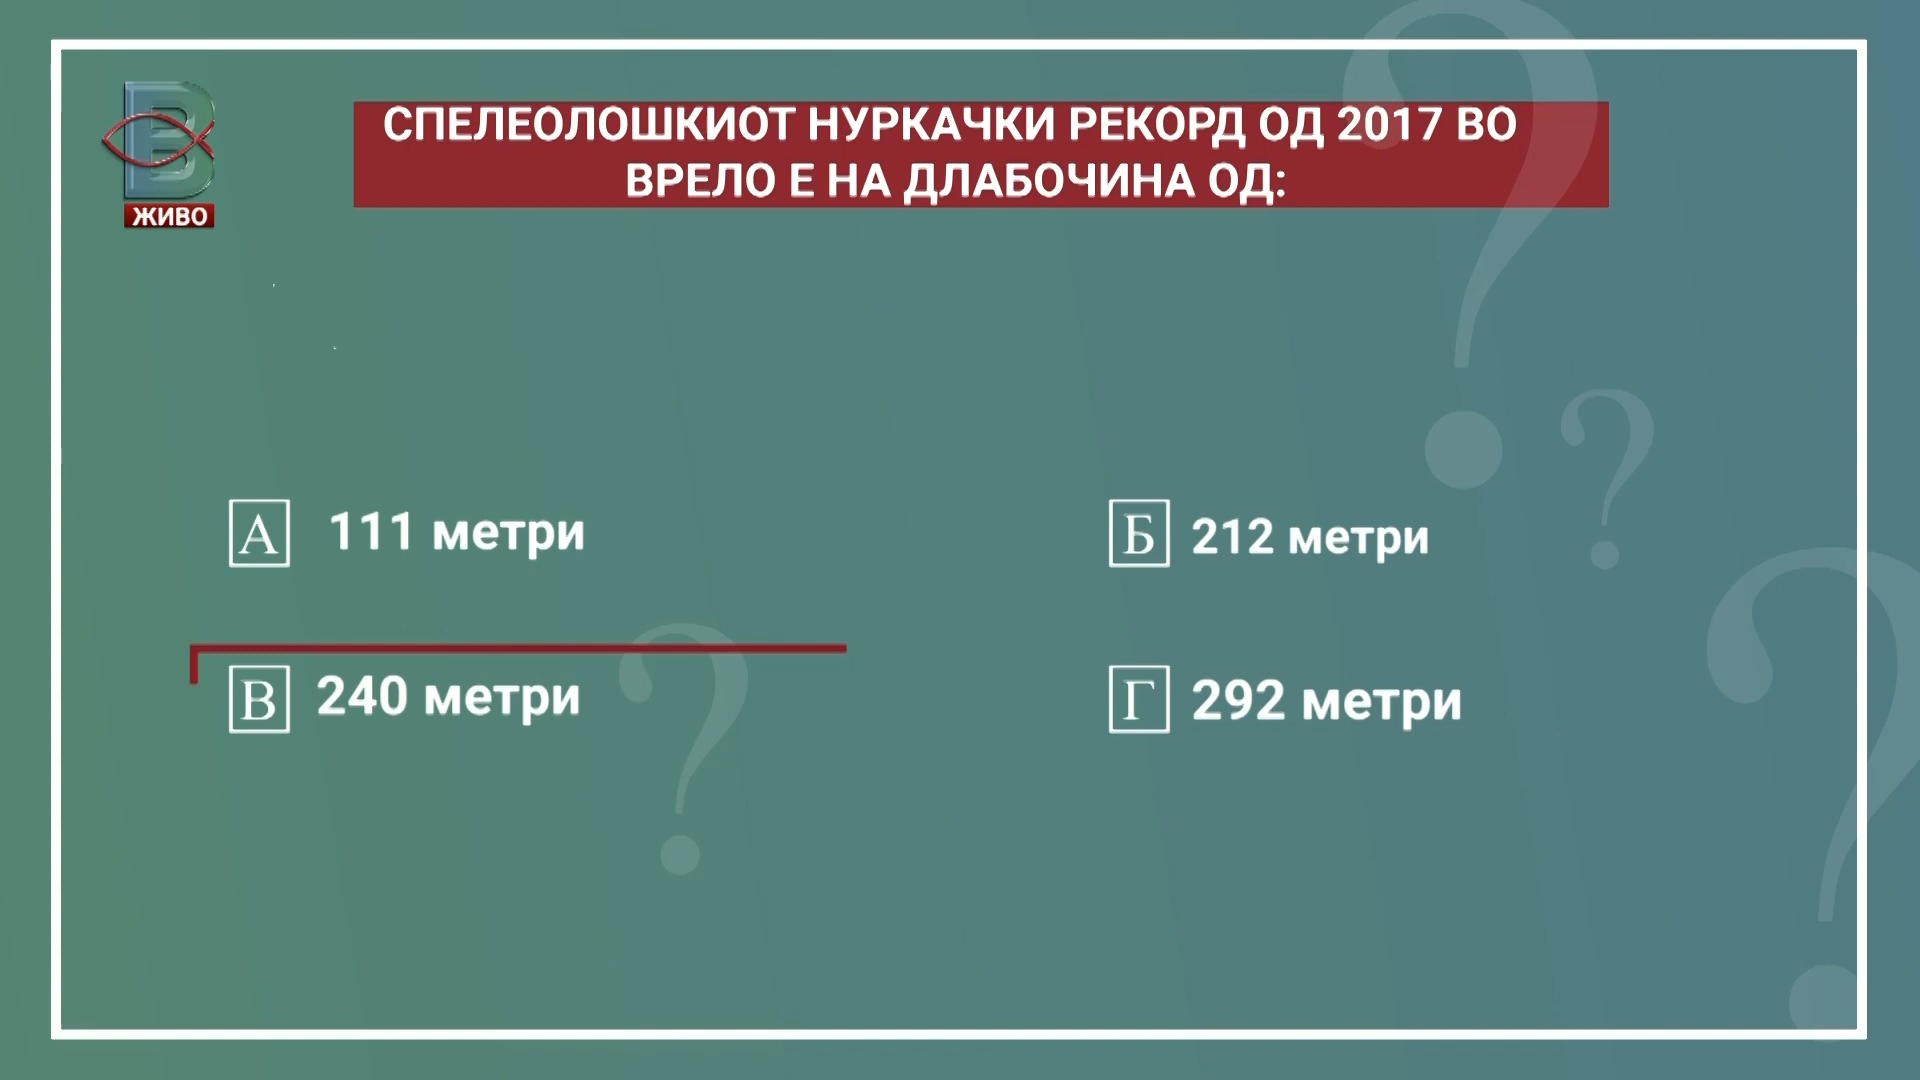 СПЕЛЕОЛОШКИОТ НУРКАЧКИ РЕКОРД ОД 2017 ВО
ВРЕЛО Е НА ДЛАБОЧИНА ОД:
В
ЖИВО
А 111 метри
Б 212 метри
В 240 метри
Г 292 метри